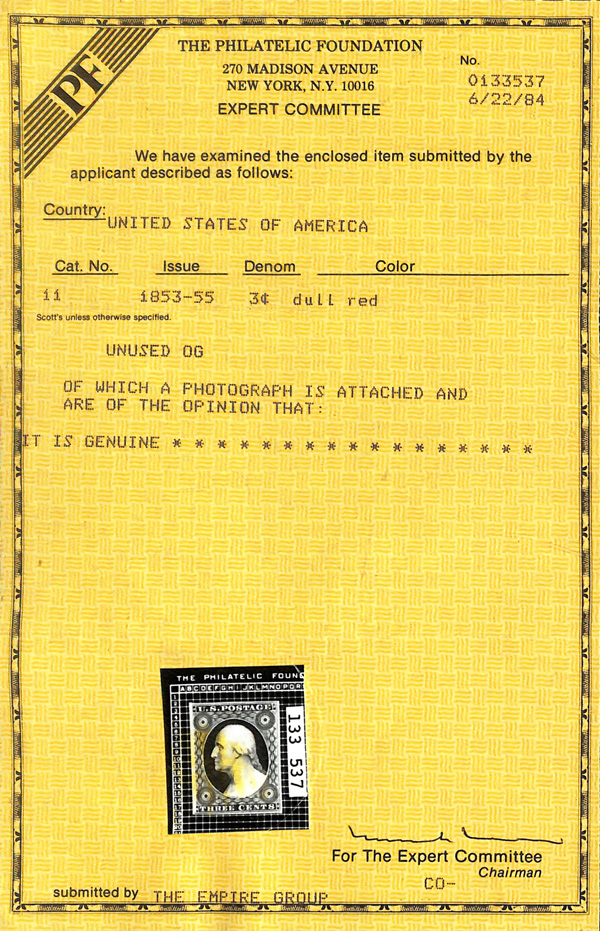 PF
THE PHILATELIC FOUNDATION
270 MADISON AVENUE
NEW YORK, N.Y. 10016
EXPERT COMMITTEE
No.
0133537
6/22/84
We have examined the enclosed item submitted by the
applicant described as follows:
Country: UNITED STATES OF AMERICA
Cat. No. Issue Denom Color
11 1853-55 3¢ dull red
Scott's unless otherwise specified.
UNUSED OG
OF WHICH A PHOTOGRAPH IS ATTACHED AND
ARE OF THE OPINION THAT:
IT IS GENUINE * * * * * * * * * * * * * * * * *
THE PHILATELIC FOUN
ABCDEFGHIJKLMNOPQR
U.S. POSTAGE
THREE CENTS
133 537
For The Expert Committee
Chairman
CO-
submitted by THE EMPIRE GROUP